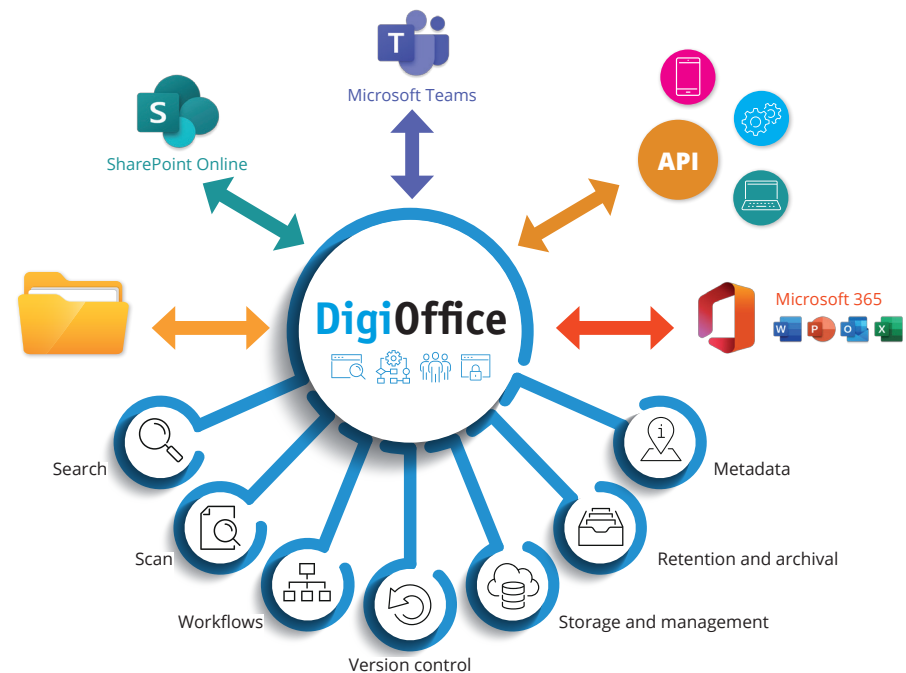 T
Microsoft Teams
S
SharePoint Online
API
DigiOffice
Microsoft 365
W
P
O
X
Search
Metadata
i
Scan
Retention and archival
Workflows
Storage and management
Version control